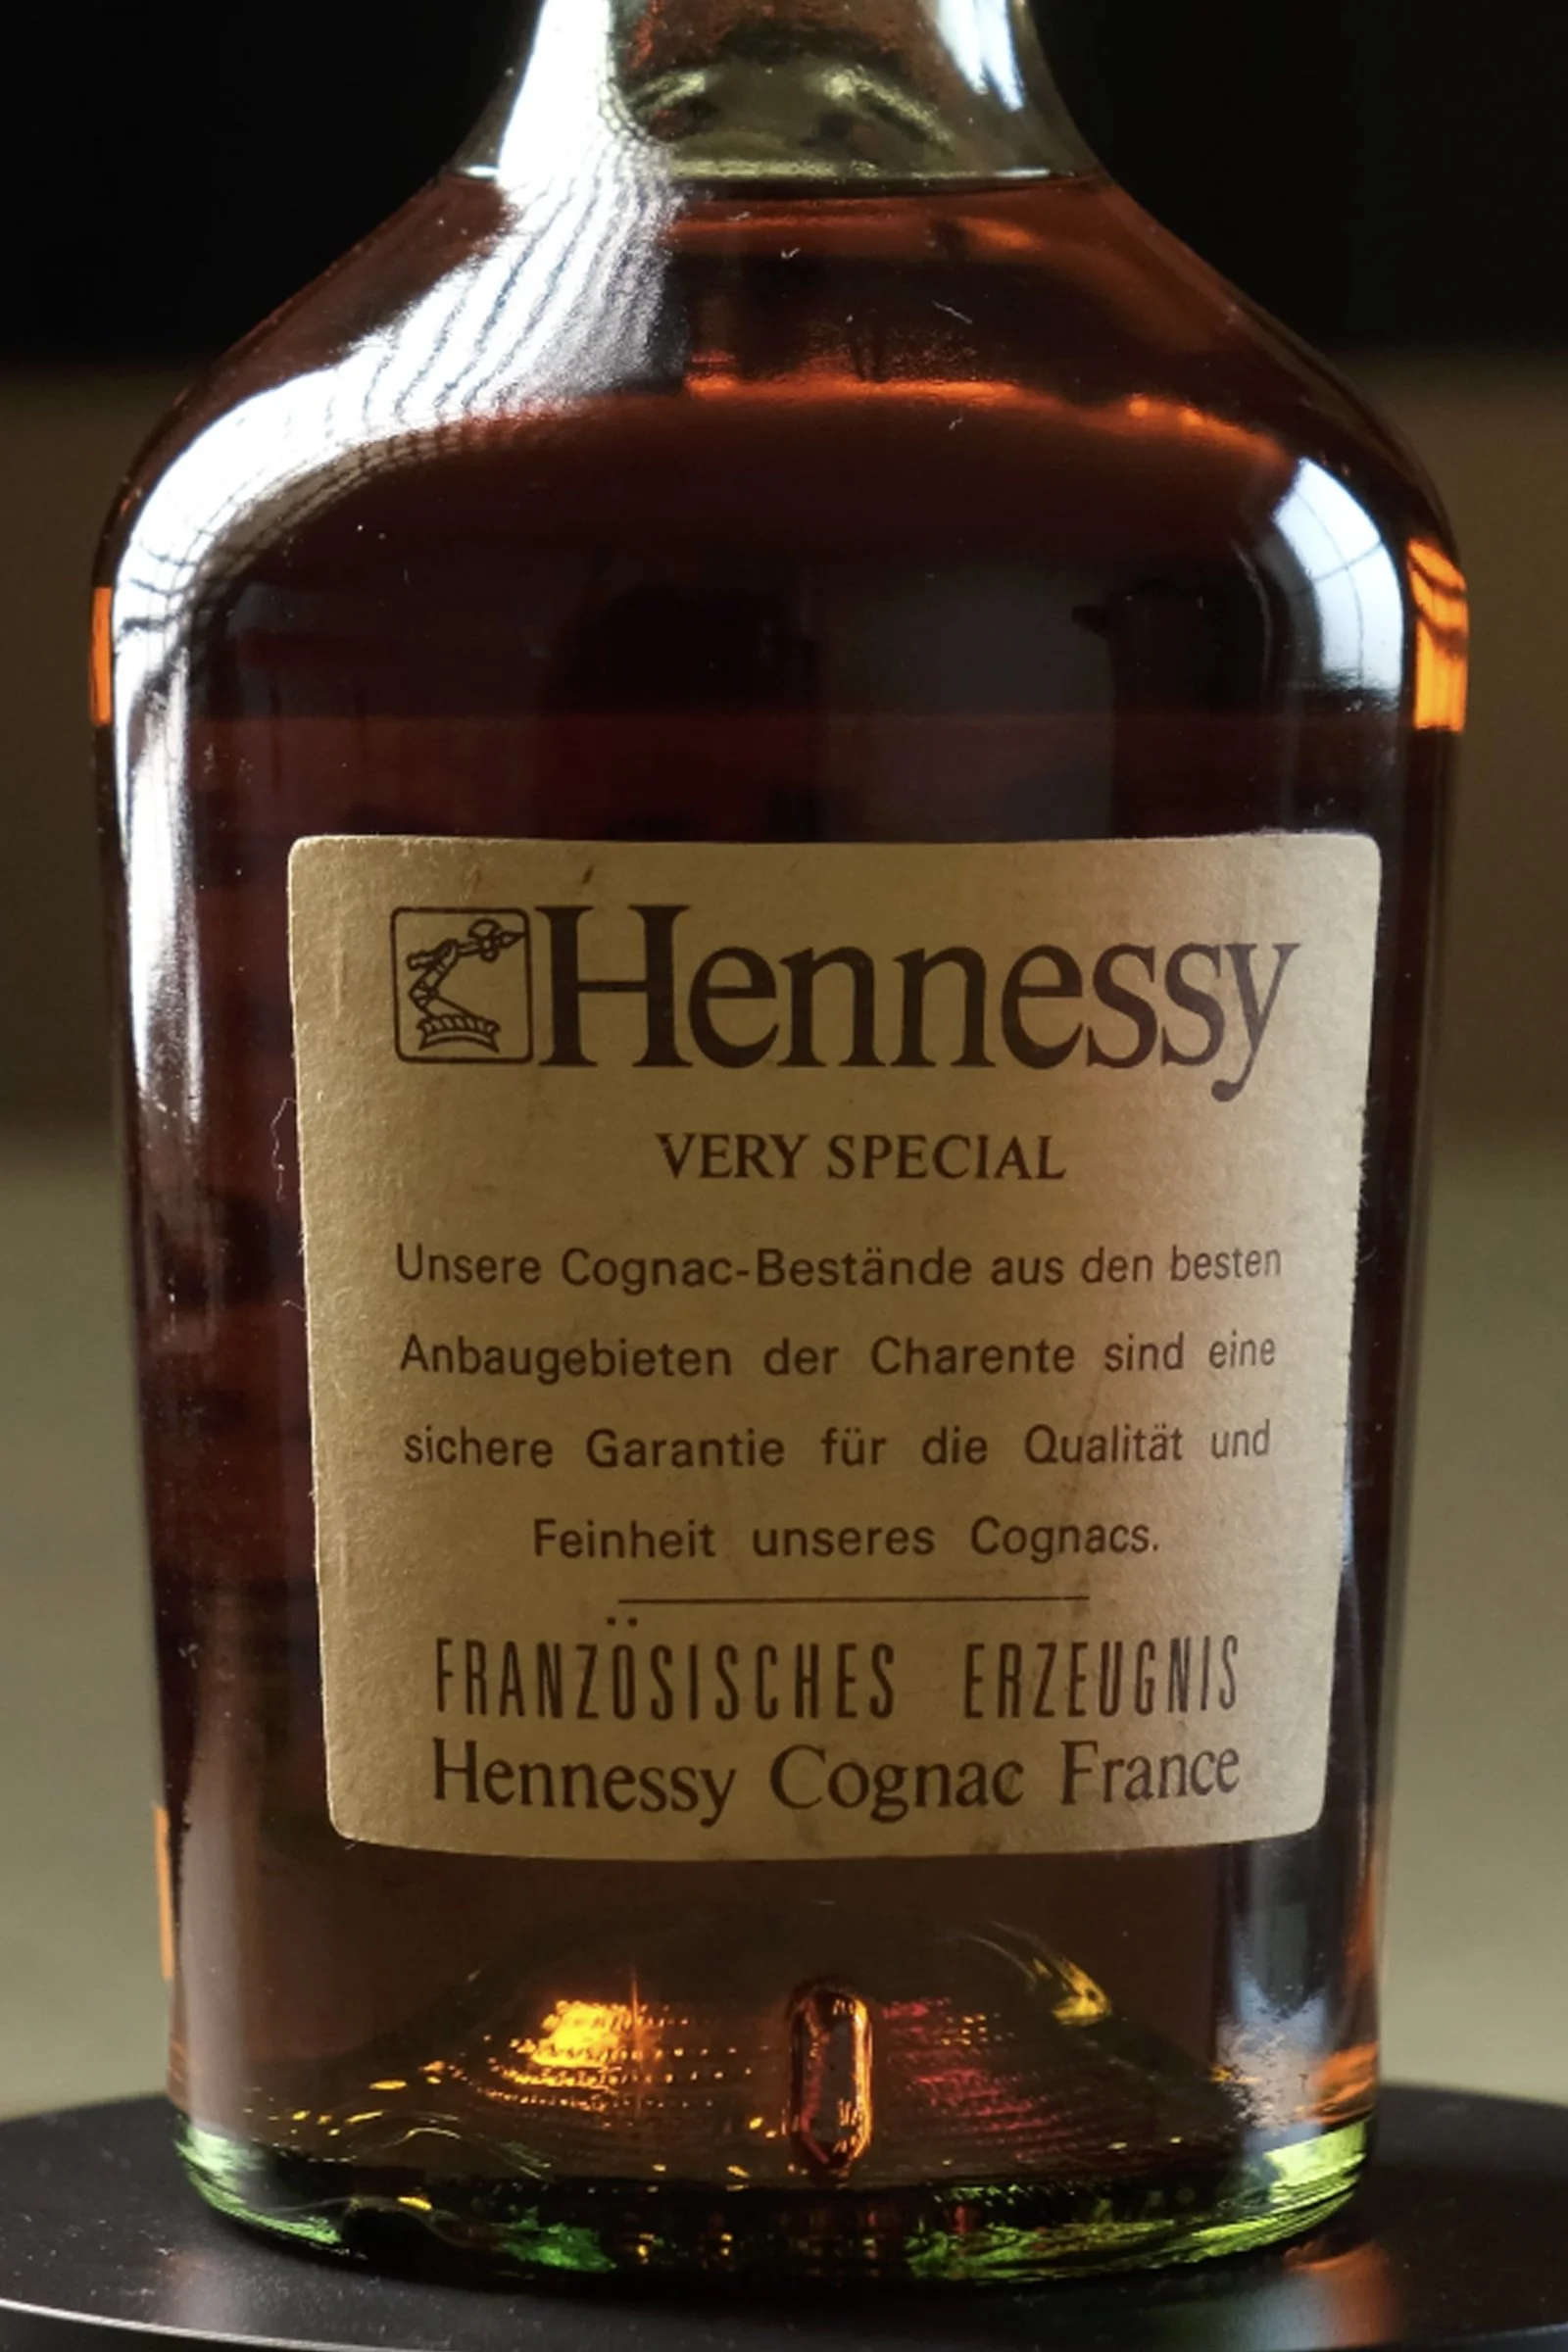 Hennessy
VERY SPECIAL
Unsere Cognac-Bestände aus den besten
Anbaugebieten der Charente sind eine
sichere Garantie für die Qualität und
Feinheit unseres Cognacs.
FRANZÖSISCHES ERZEUGNIS
Hennessy Cognac France